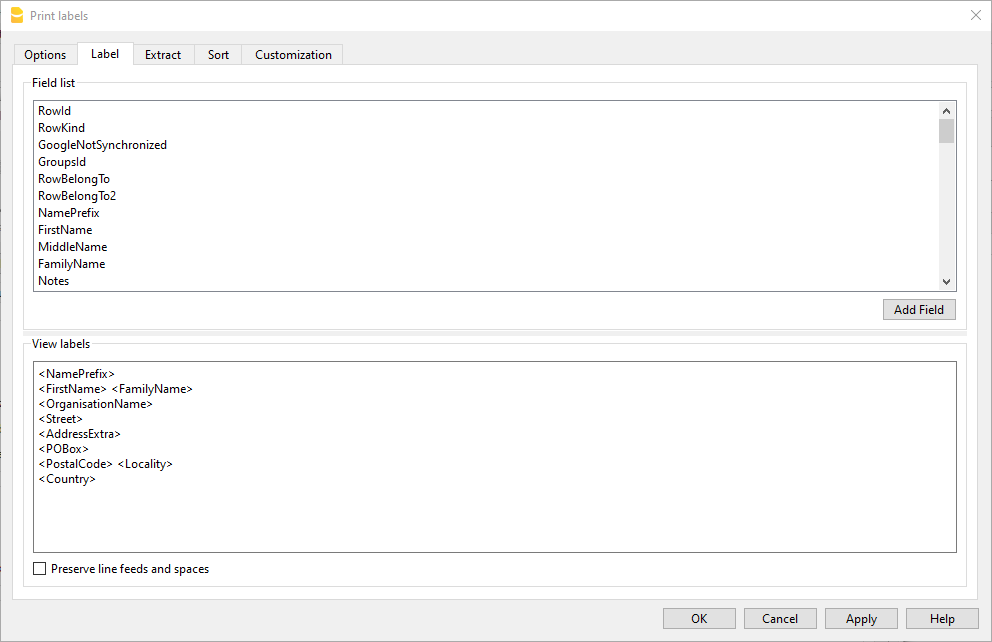 Print labels
Options Label Extract Sort Customization
Field list
RowId
RowKind
GoogleNotSynchronized
GroupsId
RowBelongTo
RowBelongTo2
NamePrefix
FirstName
MiddleName
FamilyName
Notes
Add Field
View labels
<NamePrefix>
<FirstName> <FamilyName>
<OrganisationName>
<Street>
<AddressExtra>
<POBox>
<PostalCode> <Locality>
<Country>
Preserve line feeds and spaces
OK Cancel Apply Help